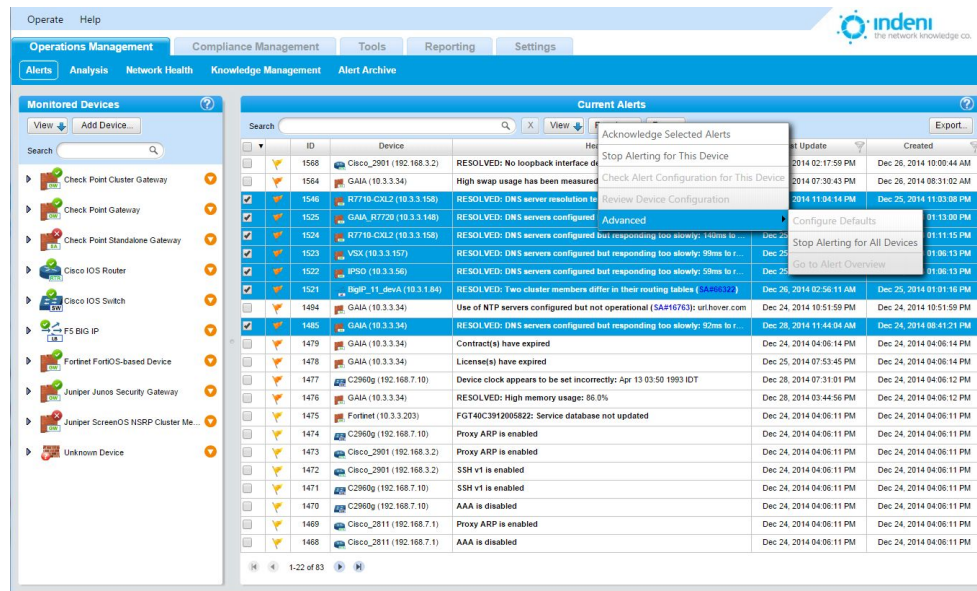 Operate Help
indeni
the network knowledge co.
Operations Management Compliance Management Tools Reporting Settings
Alerts Analysis Network Health Knowledge Management Alert Archive
Monitored Devices ?
View Add Device...
Search
Check Point Cluster Gateway
Check Point Gateway
Check Point Standalone Gateway
Cisco IOS Router
Cisco IOS Switch
F5 BIG IP
Fortinet FortiOS-based Device
Juniper Junos Security Gateway
Juniper ScreenOS NSRP Cluster Me...
Unknown Device
Current Alerts ?
Search X View Export...
Acknowledge Selected Alerts
Stop Alerting for This Device
Check Alert Configuration for This Device
Review Device Configuration
Advanced
Configure Defaults
Stop Alerting for All Devices
Go to Alert Overview
ID Device Created
1568 Cisco_2901 (192.168.3.2) RESOLVED: No loopback interface 2014 02:17:59 PM Dec 26, 2014 10:00:44 AM
1564 GAIA (10.3.3.34) High swap usage has been measured 2014 07:30:43 PM Dec 26, 2014 08:31:02 AM
1546 R7710-CXL2 (10.3.3.158) RESOLVED: DNS server resolution 2014 11:04:14 PM Dec 25, 2014 11:03:08 PM
1525 GAIA_R7720 (10.3.3.148) RESOLVED: DNS servers configured 01:13:00 PM
1524 R7710-CXL2 (10.3.3.158) RESOLVED: DNS servers configured but responding too slowly: 140ms to ... Dec 25 01:11:15 PM
1523 VSX (10.3.3.157) RESOLVED: DNS servers configured but responding too slowly: 99ms to r... Dec 25 01:06:13 PM
1522 IPSO (10.3.3.56) RESOLVED: DNS servers configured but responding too slowly: 59ms to r... Dec 25 01:06:13 PM
1521 BigIP_11_devA (10.3.1.84) RESOLVED: Two cluster members differ in their routing tables (SA#66322) Dec 26, 2014 02:56:11 AM Dec 25, 2014 01:01:16 PM
1494 GAIA (10.3.3.34) Use of NTP servers configured but not operational (SA#16763): url.hover.com Dec 24, 2014 10:51:59 PM Dec 24, 2014 10:51:59 PM
1485 GAIA (10.3.3.34) RESOLVED: DNS servers configured but responding too slowly: 92ms to r... Dec 28, 2014 11:44:04 AM Dec 24, 2014 08:41:21 PM
1479 GAIA (10.3.3.34) Contract(s) have expired Dec 24, 2014 04:06:14 PM Dec 24, 2014 04:06:14 PM
1478 GAIA (10.3.3.34) License(s) have expired Dec 25, 2014 07:53:45 PM Dec 24, 2014 04:06:14 PM
1477 C2960g (192.168.7.10) Device clock appears to be set incorrectly: Apr 13 03:50 1993 IDT Dec 28, 2014 07:31:01 PM Dec 24, 2014 04:06:12 PM
1476 GAIA (10.3.3.34) RESOLVED: High memory usage: 86.0% Dec 28, 2014 03:44:56 PM Dec 24, 2014 04:06:12 PM
1475 Fortinet (10.3.3.203) FGT40C3912005822: Service database not updated Dec 24, 2014 04:06:11 PM Dec 24, 2014 04:06:11 PM
1474 C2960g (192.168.7.10) Proxy ARP is enabled Dec 24, 2014 04:06:11 PM Dec 24, 2014 04:06:11 PM
1473 Cisco_2901 (192.168.3.2) Proxy ARP is enabled Dec 24, 2014 04:06:11 PM Dec 24, 2014 04:06:11 PM
1472 Cisco_2901 (192.168.3.2) SSH v1 is enabled Dec 24, 2014 04:06:11 PM Dec 24, 2014 04:06:11 PM
1471 C2960g (192.168.7.10) SSH v1 is enabled Dec 24, 2014 04:06:11 PM Dec 24, 2014 04:06:11 PM
1470 C2960g (192.168.7.10) AAA is disabled Dec 24, 2014 04:06:11 PM Dec 24, 2014 04:06:11 PM
1469 Cisco_2811 (192.168.7.1) Proxy ARP is enabled Dec 24, 2014 04:06:11 PM Dec 24, 2014 04:06:11 PM
1468 Cisco_2811 (192.168.7.1) AAA is disabled Dec 24, 2014 04:06:11 PM Dec 24, 2014 04:06:11 PM
1-22 of 83